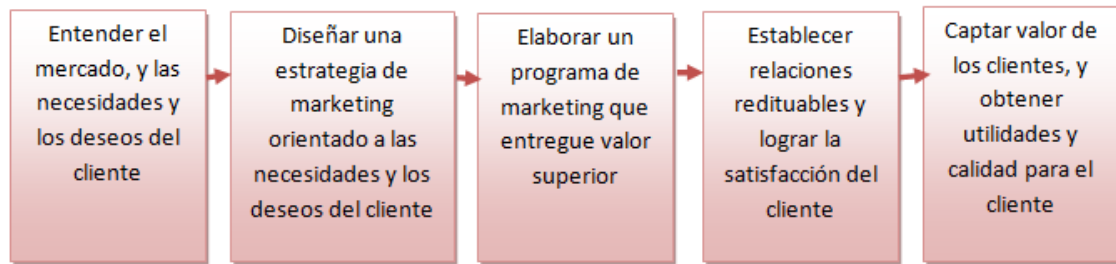 Entender el
mercado, y las
necesidades y
los deseos del
cliente
Diseñar una
estrategia de
marketing
orientado a las
necesidades y los
deseos del cliente
Elaborar un
programa de
marketing que
entregue valor
superior
Establecer
relaciones
redituables y
lograr la
satisfacción del
cliente
Captar valor de
los clientes, y
obtener
utilidades y
calidad para el
cliente